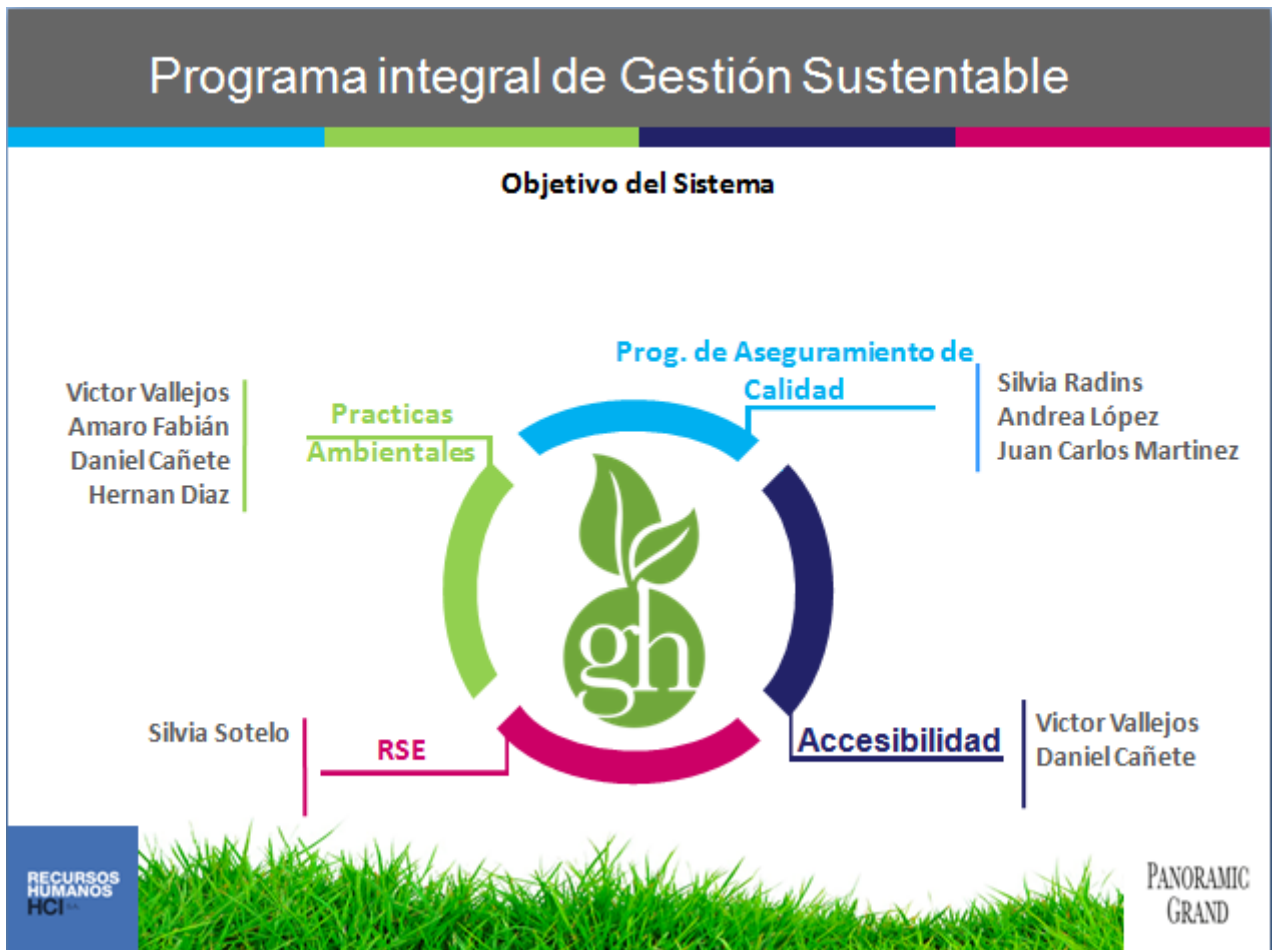 Programa integral de Gestión Sustentable
Objetivo del Sistema
Prog. de Aseguramiento de
Calidad
Silvia Radins
Andrea López
Juan Carlos Martinez
Victor Vallejos
Amaro Fabián
Daniel Cañete
Hernan Diaz
Practicas
Ambientales
gh
Silvia Sotelo
RSE
Accesibilidad
Victor Vallejos
Daniel Cañete
RECURSOS
HUMANOS
HCI S.A.
PANORAMIC
GRAND